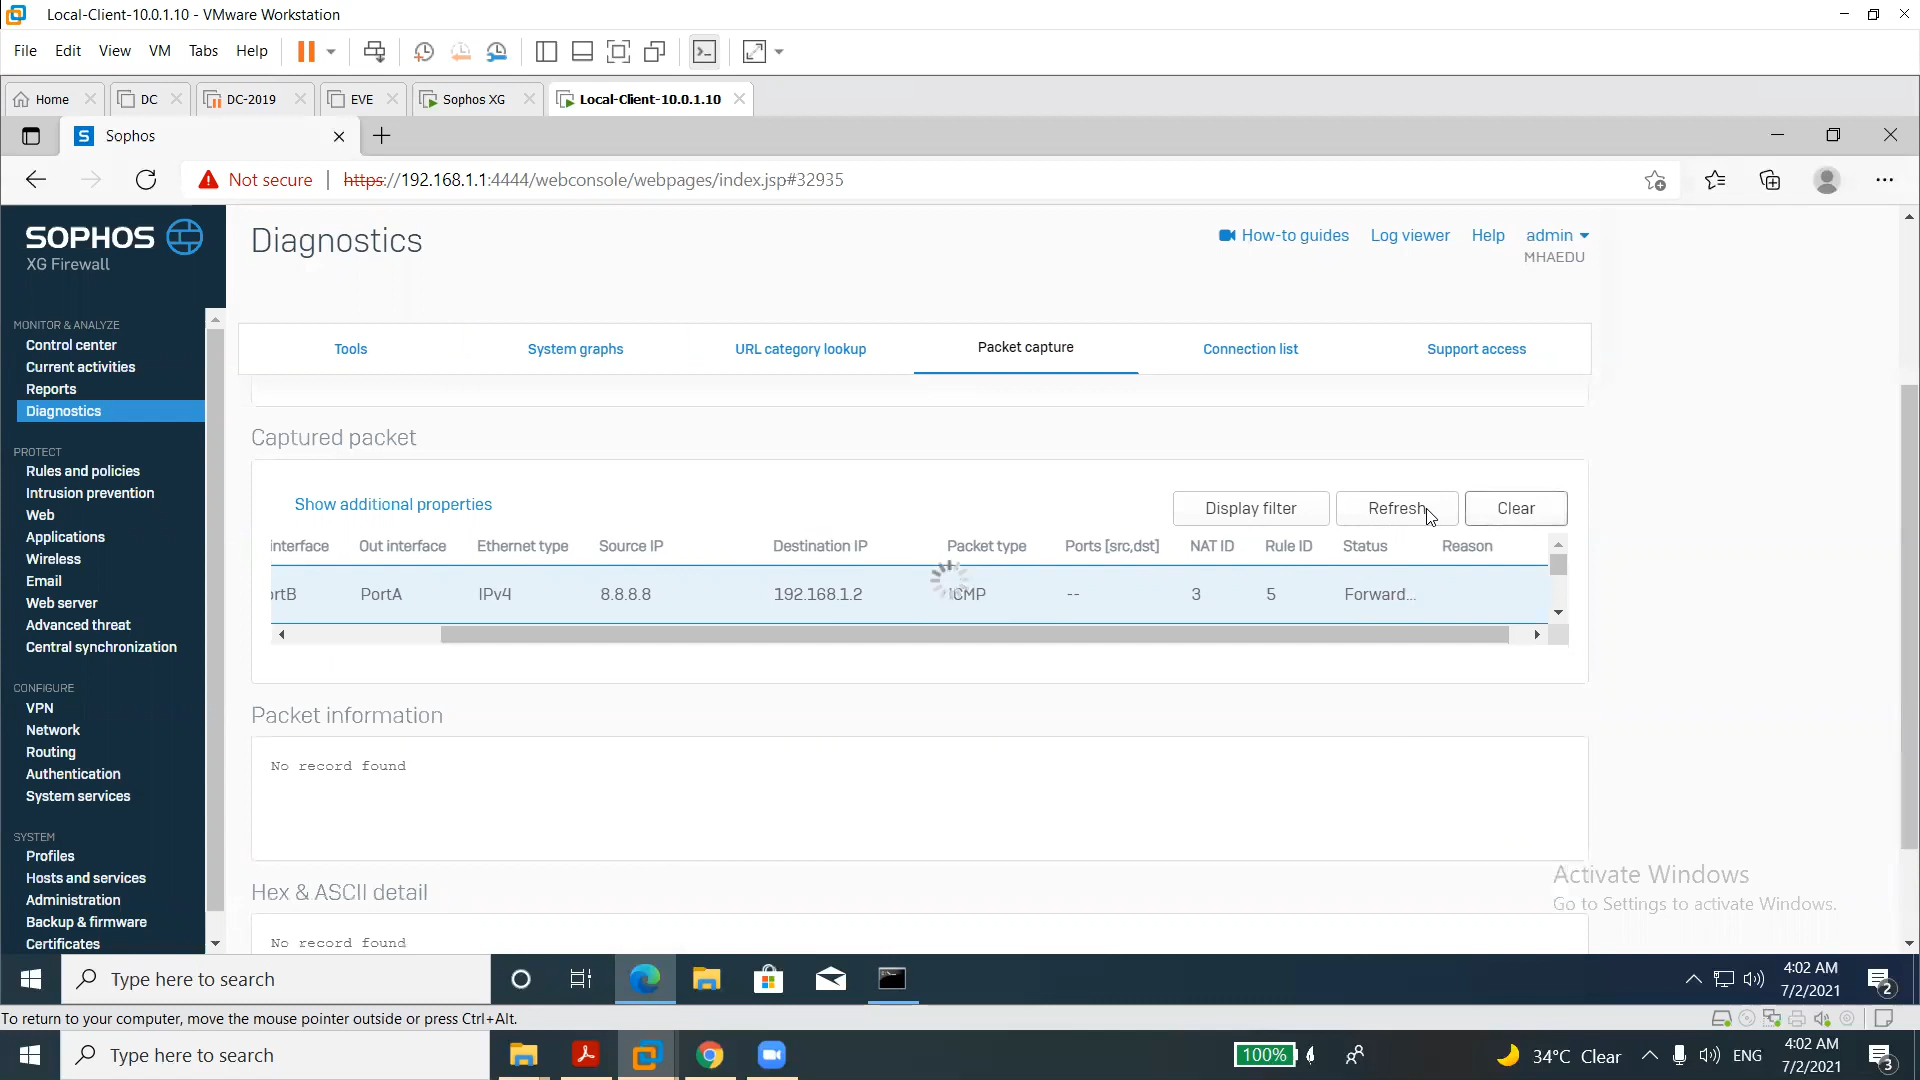 Local-Client-10.0.1.10 - VMware Workstation
File Edit View VM Tabs Help
Home DC DC-2019 EVE Sophos XG Local-Client-10.0.1.10
S Sophos
Not secure | https://192.168.1.1:4444/webconsole/webpages/index.jsp#32935
SOPHOS
XG Firewall
Diagnostics
How-to guides Log viewer Help admin
MHAEDU
MONITOR & ANALYZE
Control center
Current activities
Reports
Diagnostics
PROTECT
Rules and policies
Intrusion prevention
Web
Applications
Wireless
Email
Web server
Advanced threat
Central synchronization
CONFIGURE
VPN
Network
Routing
Authentication
System services
SYSTEM
Profiles
Hosts and services
Administration
Backup & firmware
Certificates
Tools System graphs URL category lookup Packet capture Connection list Support access
Captured packet
Show additional properties Display filter Refresh Clear
interface Out interface Ethernet type Source IP Destination IP Packet type Ports [src,dst] NAT ID Rule ID Status Reason
ortB PortA IPv4 8.8.8.8 192.168.1.2 ICMP -- 3 5 Forward...
Packet information
No record found
Hex & ASCII detail
No record found
Activate Windows
Go to Settings to activate Windows.
Type here to search
4:02 AM
7/2/2021
2
To return to your computer, move the mouse pointer outside or press Ctrl+Alt.
Type here to search
100% 34°C Clear ENG
4:02 AM
7/2/2021
3